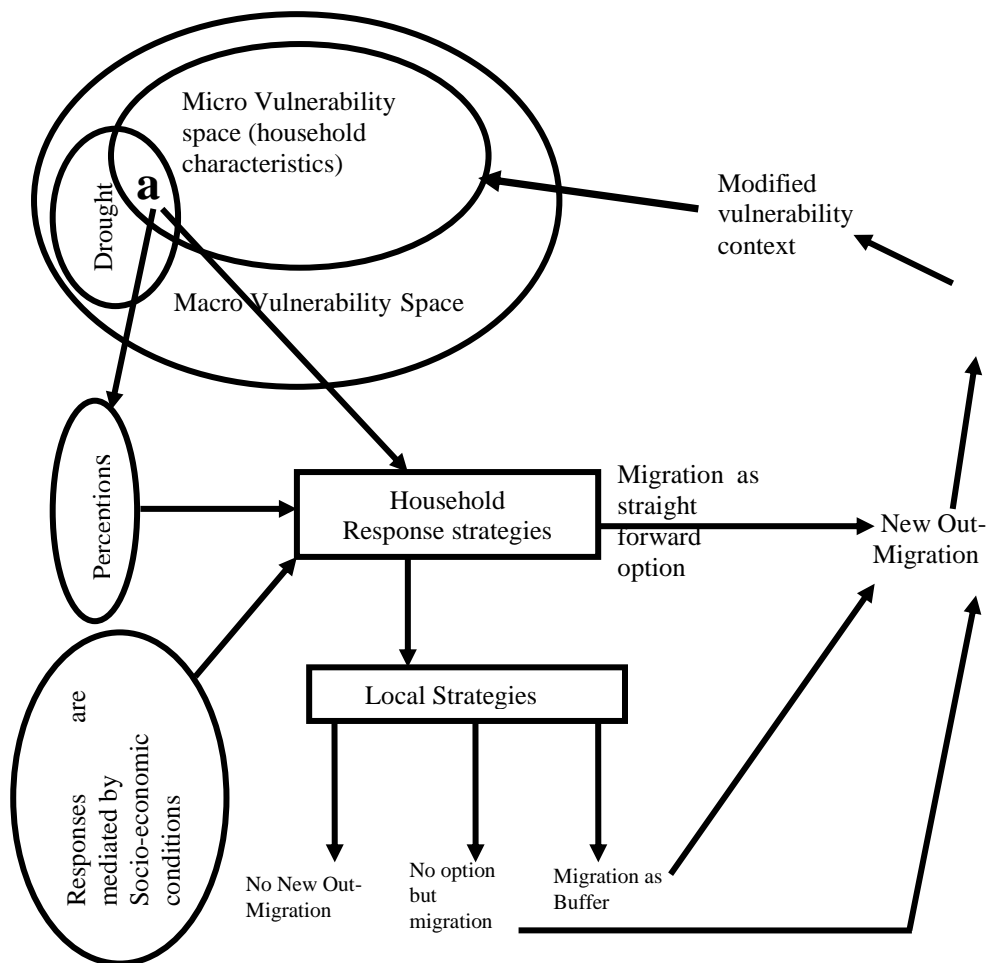 Micro Vulnerability
space (household
characteristics)
a
Drought
Macro Vulnerability Space
Modified
vulnerability
context
Perceptions
Household
Response strategies
Migration as
straight
forward
option
New Out-
Migration
Responses are
mediated by
Socio-economic
conditions
Local Strategies
No New Out-
Migration
No option
but
migration
Migration as
Buffer